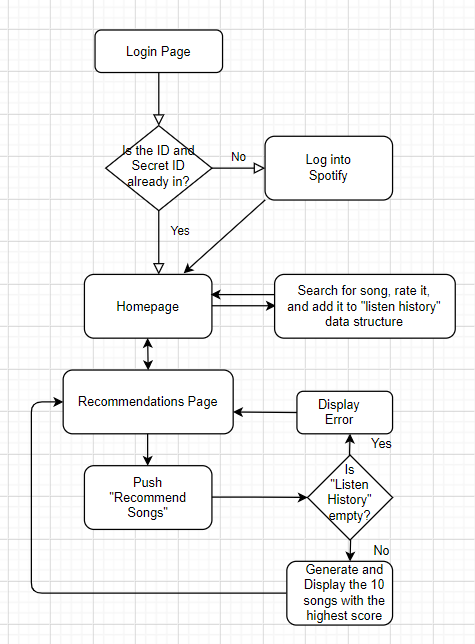 Login Page
Is the ID and
Secret ID
already in?
No
Log into
Spotify
Yes
Homepage
Search for song, rate it,
and add it to "listen history"
data structure
Recommendations Page
Display
Error
Yes
Push
"Recommend
Songs"
Is
"Listen
History"
empty?
No
Generate and
Display the 10
songs with the
highest score